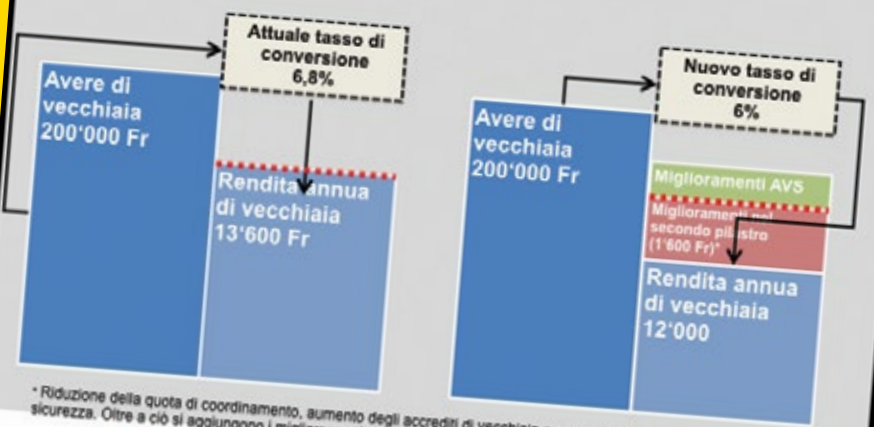 Attuale tasso di
conversione
6,8%
Avere di
vecchiaia
200'000 Fr
Rendita annua
di vecchiaia
13'600 Fr
Nuovo tasso di
conversione
6%
Avere di
vecchiaia
200'000 Fr
Miglioramenti AVS
Miglioramenti nel
secondo pilastro
(1'600 Fr)*
Rendita annua
di vecchiaia
12'000
* Riduzione della quota di coordinamento, aumento degli accrediti di vecchiaia
sicurezza. Oltre a ciò si aggiungono i